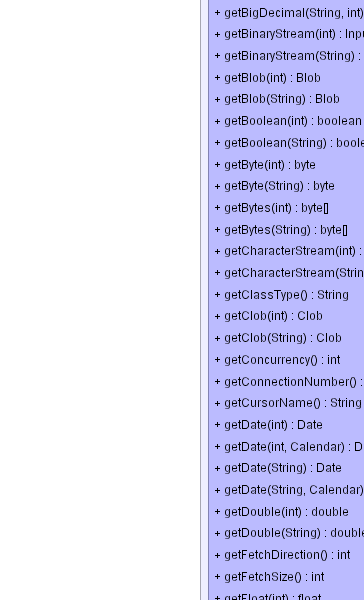 + getBigDecimal(String, int)
+ getBinaryStream(int) : Inpu
+ getBinaryStream(String) :
+ getBlob(int) : Blob
+ getBlob(String) : Blob
+ getBoolean(int) : boolean
+ getBoolean(String) : boole
+ getByte(int) : byte
+ getByte(String) : byte
+ getBytes(int) : byte[]
+ getBytes(String) : byte[]
+ getCharacterStream(int) :
+ getCharacterStream(Strin
+ getClassType() : String
+ getClob(int) : Clob
+ getClob(String) : Clob
+ getConcurrency() : int
+ getConnectionNumber() :
+ getCursorName() : String
+ getDate(int) : Date
+ getDate(int, Calendar) : D
+ getDate(String) : Date
+ getDate(String, Calendar)
+ getDouble(int) : double
+ getDouble(String) : double
+ getFetchDirection() : int
+ getFetchSize() : int
+ getFloat(int) : float